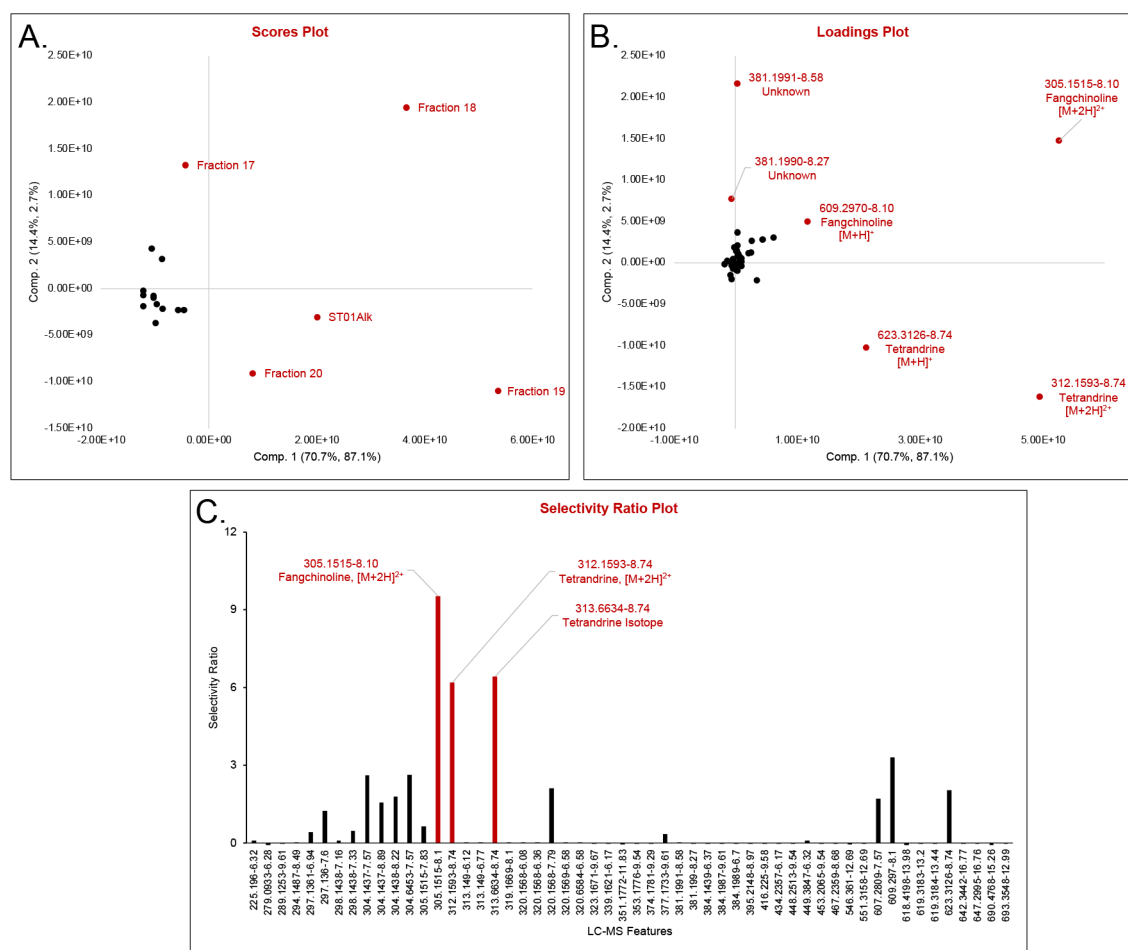 A.
Scores Plot
2.50E+10
2.00E+10
1.50E+10
1.00E+10
5.00E+09
0.00E+00
-5.00E+09
-1.00E+10
-1.50E+10
Comp. 2 (14.4%, 2.7%)
Fraction 18
Fraction 17
ST01Alk
Fraction 20
Fraction 19
-2.00E+10 0.00E+00 2.00E+10 4.00E+10 6.00E+10
Comp. 1 (70.7%, 87.1%)
B.
Loadings Plot
2.50E+10
2.00E+10
1.50E+10
1.00E+10
5.00E+09
0.00E+00
-5.00E+09
-1.00E+10
-1.50E+10
-2.00E+10
Comp. 2 (14.4%, 2.7%)
381.1991-8.58
Unknown
305.1515-8.10
Fangchinoline
[M+2H]²⁺
381.1990-8.27
Unknown
609.2970-8.10
Fangchinoline
[M+H]⁺
623.3126-8.74
Tetrandrine
[M+H]⁺
312.1593-8.74
Tetrandrine
[M+2H]²⁺
-1.00E+10 1.00E+10 3.00E+10 5.00E+10
Comp. 1 (70.7%, 87.1%)
C.
Selectivity Ratio Plot
12
9
6
3
0
Selectivity Ratio
305.1515-8.10
Fangchinoline, [M+2H]²⁺
312.1593-8.74
Tetrandrine, [M+2H]²⁺
313.6634-8.74
Tetrandrine Isotope
225.196-6.32
279.0933-6.28
289.1253-9.61
294.1487-8.49
297.1361-6.94
297.136-7.6
298.1438-7.16
298.1438-7.33
304.1437-7.57
304.1437-8.89
304.1438-8.22
304.6453-7.57
305.1515-7.83
305.1515-8.1
312.1593-8.74
313.149-6.12
313.149-6.77
313.6634-8.74
319.1669-8.1
320.1568-6.08
320.1568-6.36
320.1568-7.79
320.1569-6.58
320.6584-6.58
323.1671-9.67
339.1621-6.17
351.1772-11.83
353.1776-9.54
374.1781-9.29
377.1733-9.61
381.1991-8.58
381.199-8.27
384.1439-6.37
384.1987-9.61
384.1989-6.7
395.2148-8.97
416.225-9.58
434.2357-6.17
448.2513-9.54
449.3847-6.32
453.2065-9.54
467.2359-8.68
546.361-12.69
551.3158-12.69
607.2809-7.57
609.297-8.1
618.4198-13.98
619.3183-13.2
619.3184-13.44
623.3126-8.74
642.3442-16.77
647.2995-16.76
690.4768-15.26
693.3548-12.99
LC-MS Features